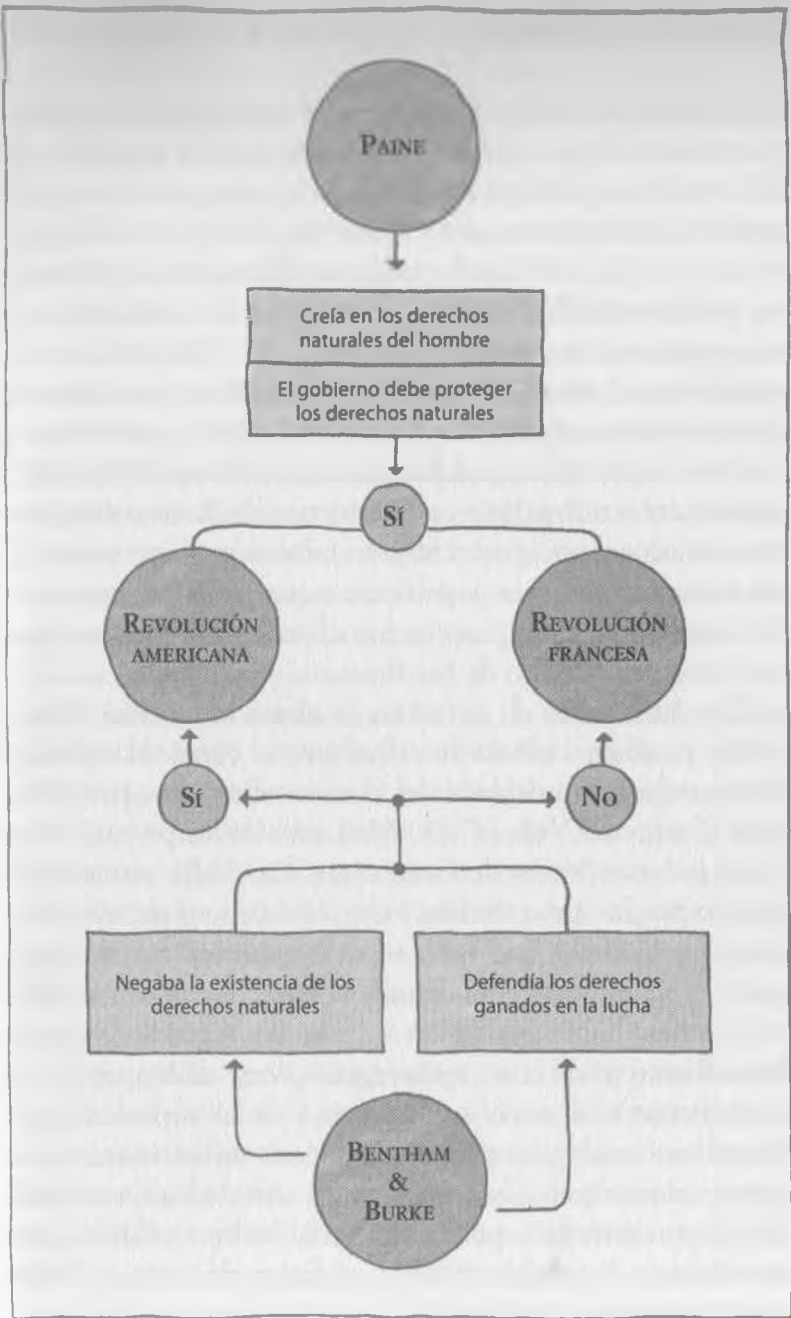 PAINE
Creía en los derechos
naturales del hombre
El gobierno debe proteger
los derechos naturales
SÍ
REVOLUCIÓN
AMERICANA
REVOLUCIÓN
FRANCESA
SÍ
NO
Negaba la existencia de los
derechos naturales
Defendía los derechos
ganados en la lucha
BENTHAM
&
BURKE